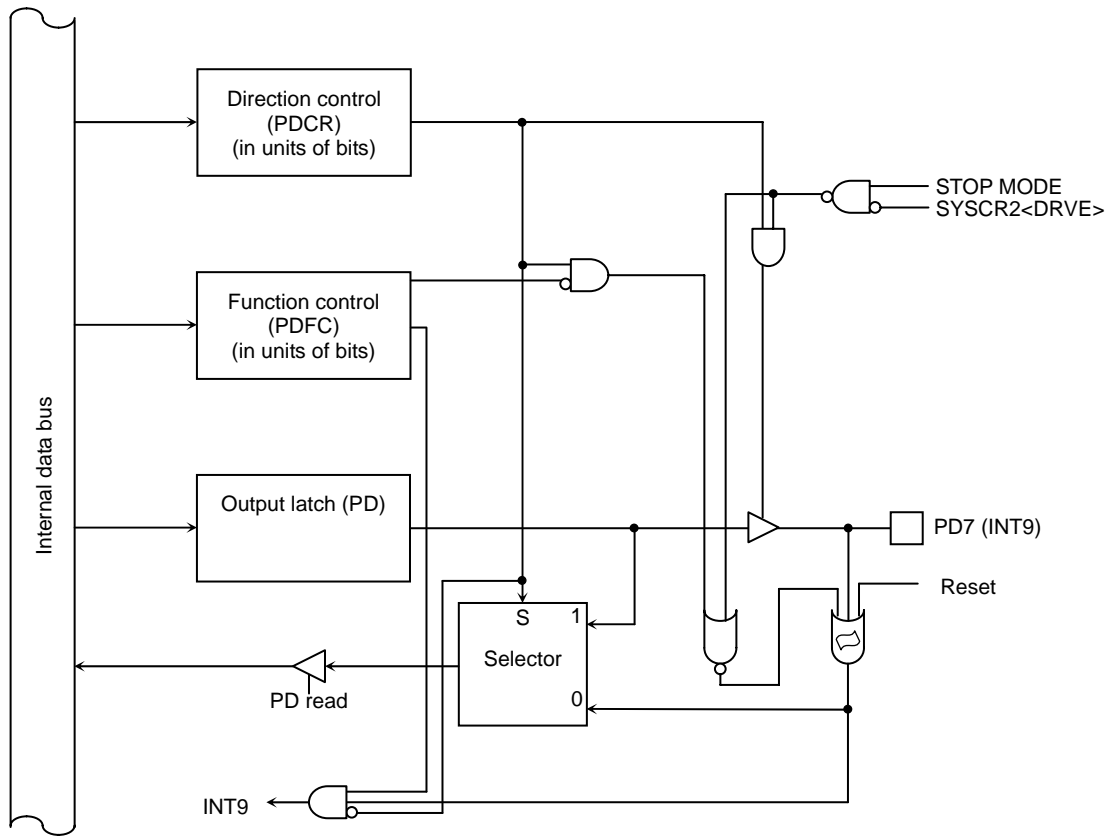 Internal data bus
Direction control
(PDCR)
(in units of bits)
STOP MODE
SYSCR2<DRVE>
Function control
(PDFC)
(in units of bits)
Output latch (PD)
PD7 (INT9)
Reset
S
1
Selector
0
PD read
INT9